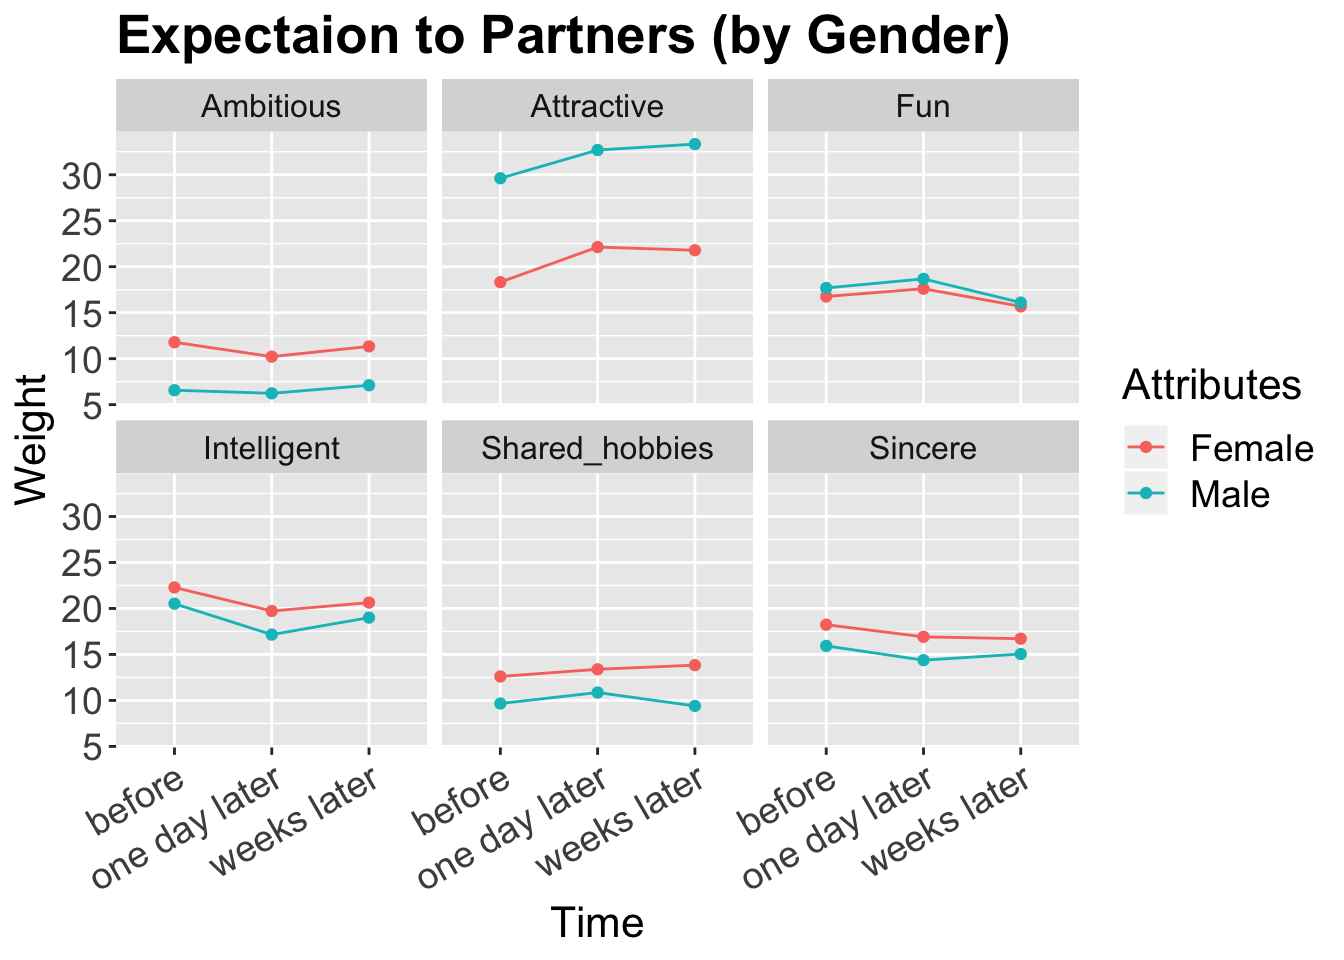 Expectaion to Partners (by Gender)
Ambitious
Attractive
Fun
30
25
20
15
10
5
Intelligent
Shared_hobbies
Sincere
30
25
20
15
10
5
before
one day later
weeks later
before
one day later
weeks later
before
one day later
weeks later
Time
Weight
Attributes
Female
Male